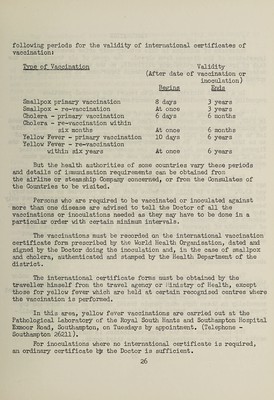 following periods for the validity of international certificates of
vaccination:
Type of Vaccination Validity
(After date of vaccination or
inoculation)
Begins Ends
Smallpox primary vaccination 8 days 3 years
Smallpox - re-vaccination At once 3 years
Cholera - primary vaccination 6 days 6 months
Cholera - re-vaccination within
six months At once 6 months
Yellow Fever - primary vaccination 10 days 6 years
Yellow Fever - re-vaccination
within six years At once 6 years
But the health authorities of some countries vary these periods
and details of immunisation requirements can be obtained from
the airline or steamship Company concerned, or from the Consulates of
the Countries to be visited.
Persons who are required to be vaccinated or inoculated against
more than one disease are advised to tell the Doctor of all the
vaccinations or inoculations needed as they may have to be done in a
particular order with certain minimum intervals.
The vaccinations must be recorded on the international vaccination
certificate form prescribed by the World Health Organisation, dated and
signed by the Doctor doing the inoculation and, in the case of smallpox
and cholera, authenticated and stamped by the Health Department of the
district.
The international certificate forms must be obtained by the
traveller himself from the travel agency or Ministry of Health, except
those for yellow fever which are held at certain recognised centres where
the vaccination is performed.
In this area, yellow fever vaccinations are carried out at the
Pathological Laboratory of the Royal South Hants and Southampton Hospital
Exmoor Road, Southampton, on Tuesdays by appointment. (Telephone -
Southampton 26211).
For inoculations where no international certificate is required,
an ordinary certificate by the Doctor is sufficient.
26